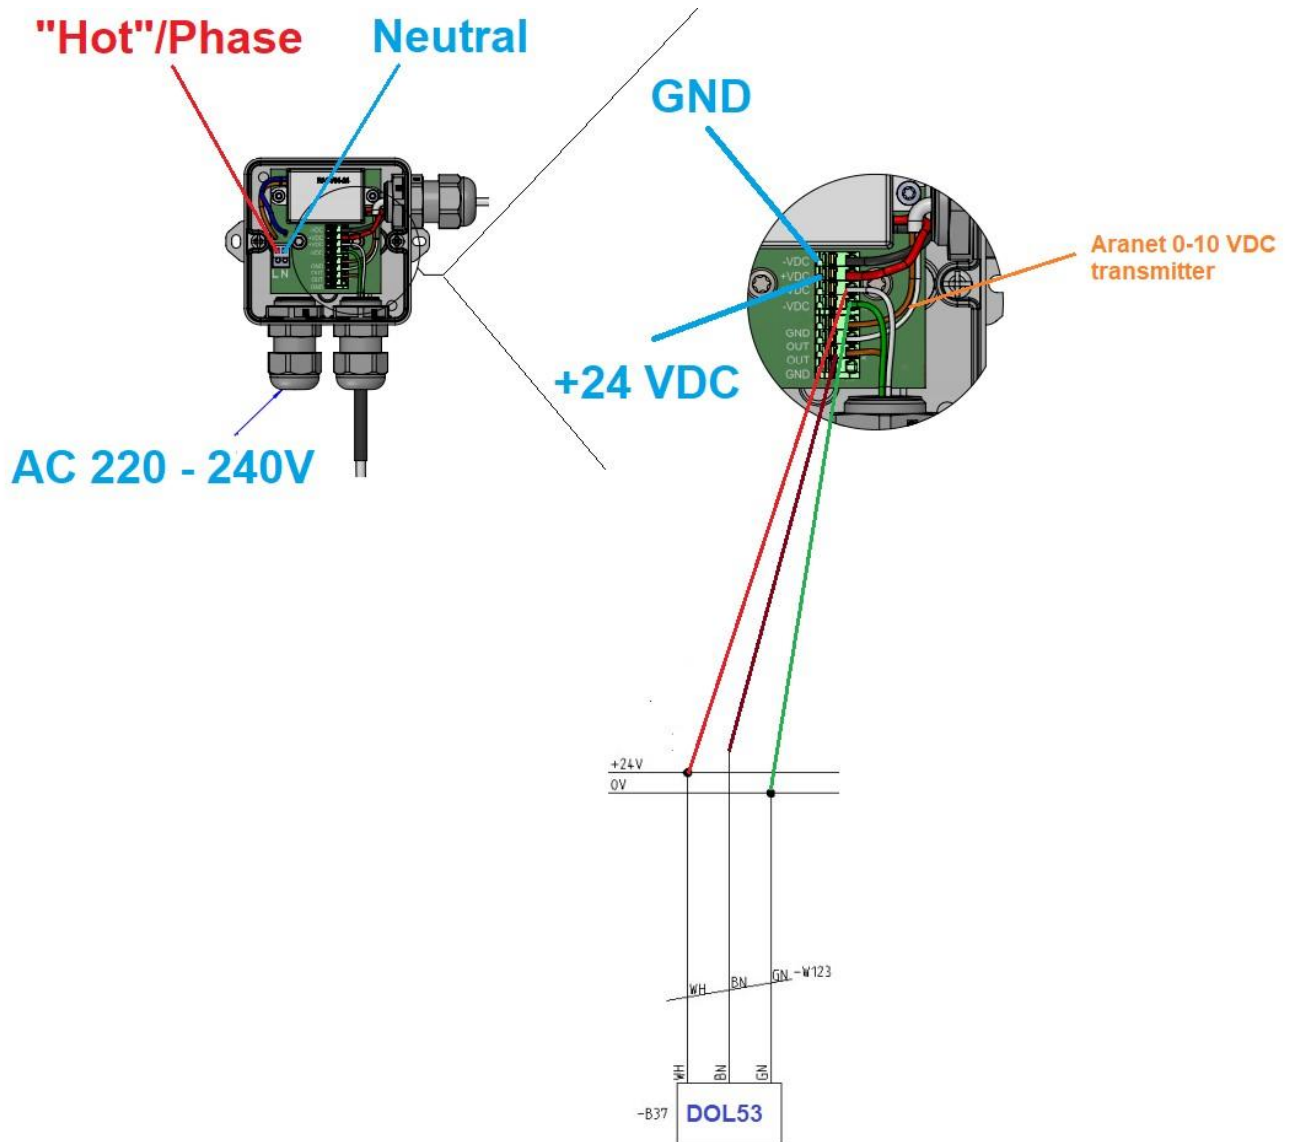 "Hot"/Phase
Neutral
GND
L N
-VDC
+VDC
-VDC
GND
OUT
OUT
GND
Aranet 0-10 VDC
transmitter
+24 VDC
AC 220 - 240V
+24V
0V
WH
BN
GN
-W123
WH
BN
GN
-B37
DOL53